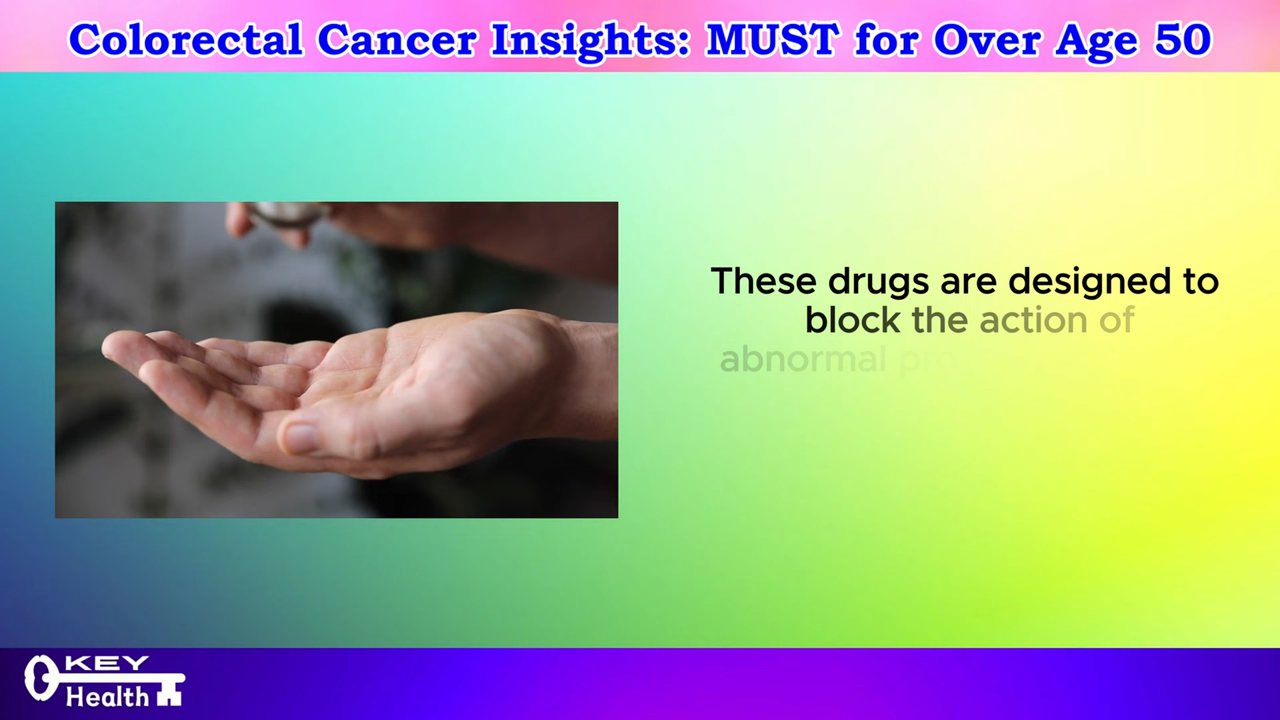 Colorectal Cancer Insights: MUST for Over Age 50
These drugs are designed to
block the action of
abnormal
KEY
Health